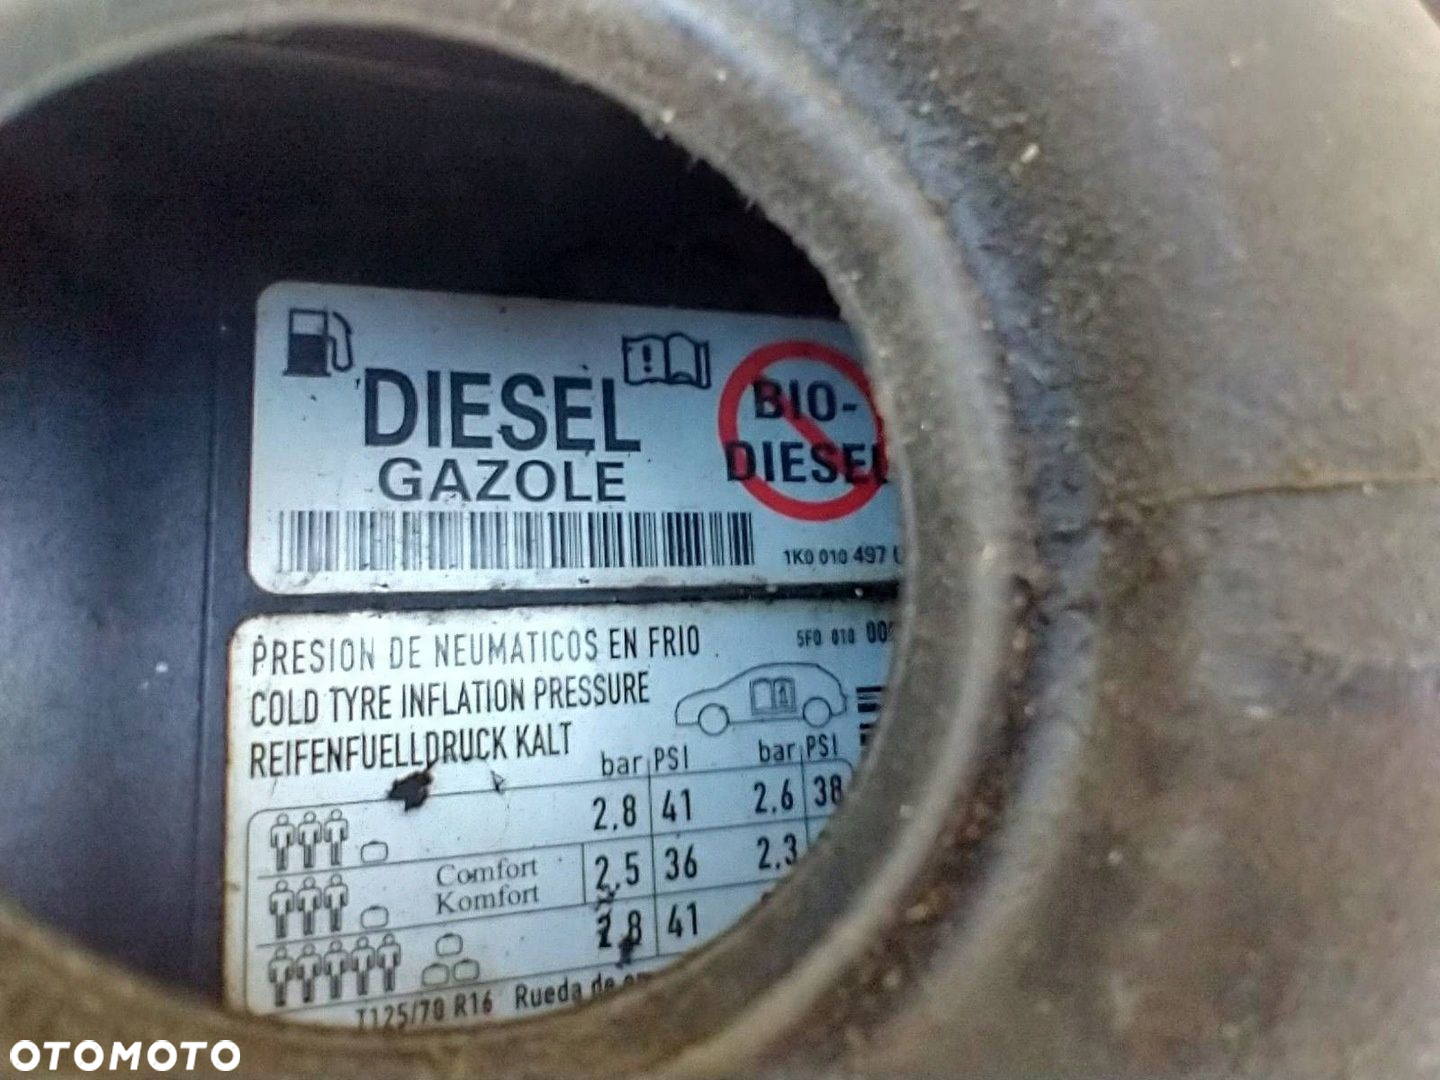 DIESEL
GAZOLE
BIO-
DIESEL
1K0 010 497
PRESION DE NEUMATICOS EN FRIO
5F0 010
COLD TYRE INFLATION PRESSURE
REIFENFUELLDRUCK KALT
bar PSI bar PSI
2.8 41 2.6 38
Comfort
Komfort
2.5 36 2.3
2.8 41
T125/70 R16 Rueda de
OTOMOTO